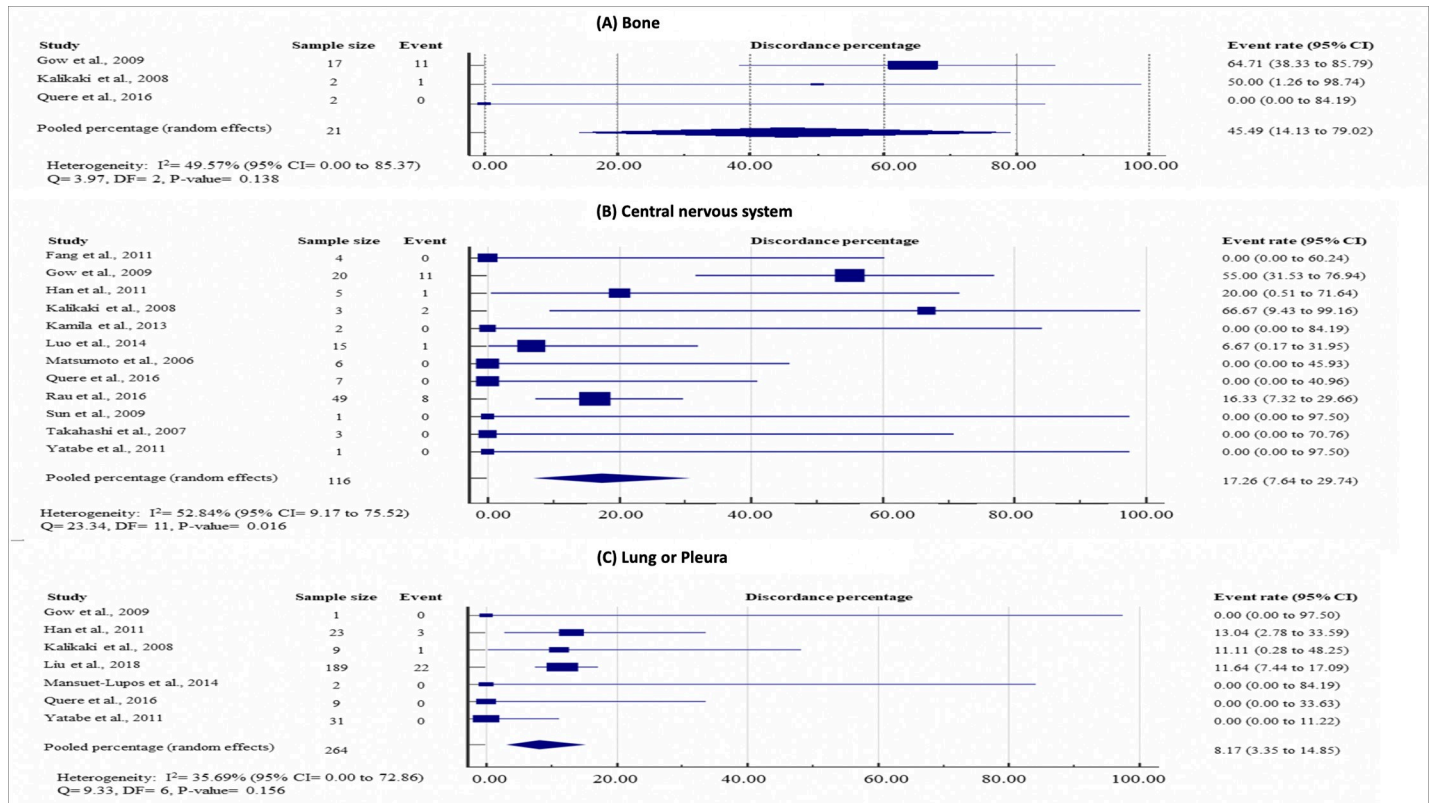 (A) Bone
Study Sample size Event Discordance percentage Event rate (95% CI)
Gow et al., 2009 17 11 64.71 (38.33 to 85.79)
Kalikaki et al., 2008 2 1 50.00 (1.26 to 98.74)
Quere et al., 2016 2 0 0.00 (0.00 to 84.19)
Pooled percentage (random effects) 21 45.49 (14.13 to 79.02)
0.00 20.00 40.00 60.00 80.00 100.00
Heterogeneity: I²= 49.57% (95% CI= 0.00 to 85.37)
Q= 3.97, DF= 2, P-value= 0.138
(B) Central nervous system
Study Sample size Event Discordance percentage Event rate (95% CI)
Fang et al., 2011 4 0 0.00 (0.00 to 60.24)
Gow et al., 2009 20 11 55.00 (31.53 to 76.94)
Han et al., 2011 5 1 20.00 (0.51 to 71.64)
Kalikaki et al., 2008 3 2 66.67 (9.43 to 99.16)
Kamila et al., 2013 2 0 0.00 (0.00 to 84.19)
Luo et al., 2014 15 1 6.67 (0.17 to 31.95)
Matsumoto et al., 2006 6 0 0.00 (0.00 to 45.93)
Quere et al., 2016 7 0 0.00 (0.00 to 40.96)
Rau et al., 2016 49 8 16.33 (7.32 to 29.66)
Sun et al., 2009 1 0 0.00 (0.00 to 97.50)
Takahashi et al., 2007 3 0 0.00 (0.00 to 70.76)
Yatabe et al., 2011 1 0 0.00 (0.00 to 97.50)
Pooled percentage (random effects) 116 17.26 (7.64 to 29.74)
0.00 20.00 40.00 60.00 80.00 100.00
Heterogeneity: I²= 52.84% (95% CI= 9.17 to 75.52)
Q= 23.34, DF= 11, P-value= 0.016
(C) Lung or Pleura
Study Sample size Event Discordance percentage Event rate (95% CI)
Gow et al., 2009 1 0 0.00 (0.00 to 97.50)
Han et al., 2011 23 3 13.04 (2.78 to 33.59)
Kalikaki et al., 2008 9 1 11.11 (0.28 to 48.25)
Liu et al., 2018 189 22 11.64 (7.44 to 17.09)
Mansuet-Lupos et al., 2014 2 0 0.00 (0.00 to 84.19)
Quere et al., 2016 9 0 0.00 (0.00 to 33.63)
Yatabe et al., 2011 31 0 0.00 (0.00 to 11.22)
Pooled percentage (random effects) 264 8.17 (3.35 to 14.85)
0.00 20.00 40.00 60.00 80.00 100.00
Heterogeneity: I²= 35.69% (95% CI= 0.00 to 72.86)
Q= 9.33, DF= 6, P-value= 0.156